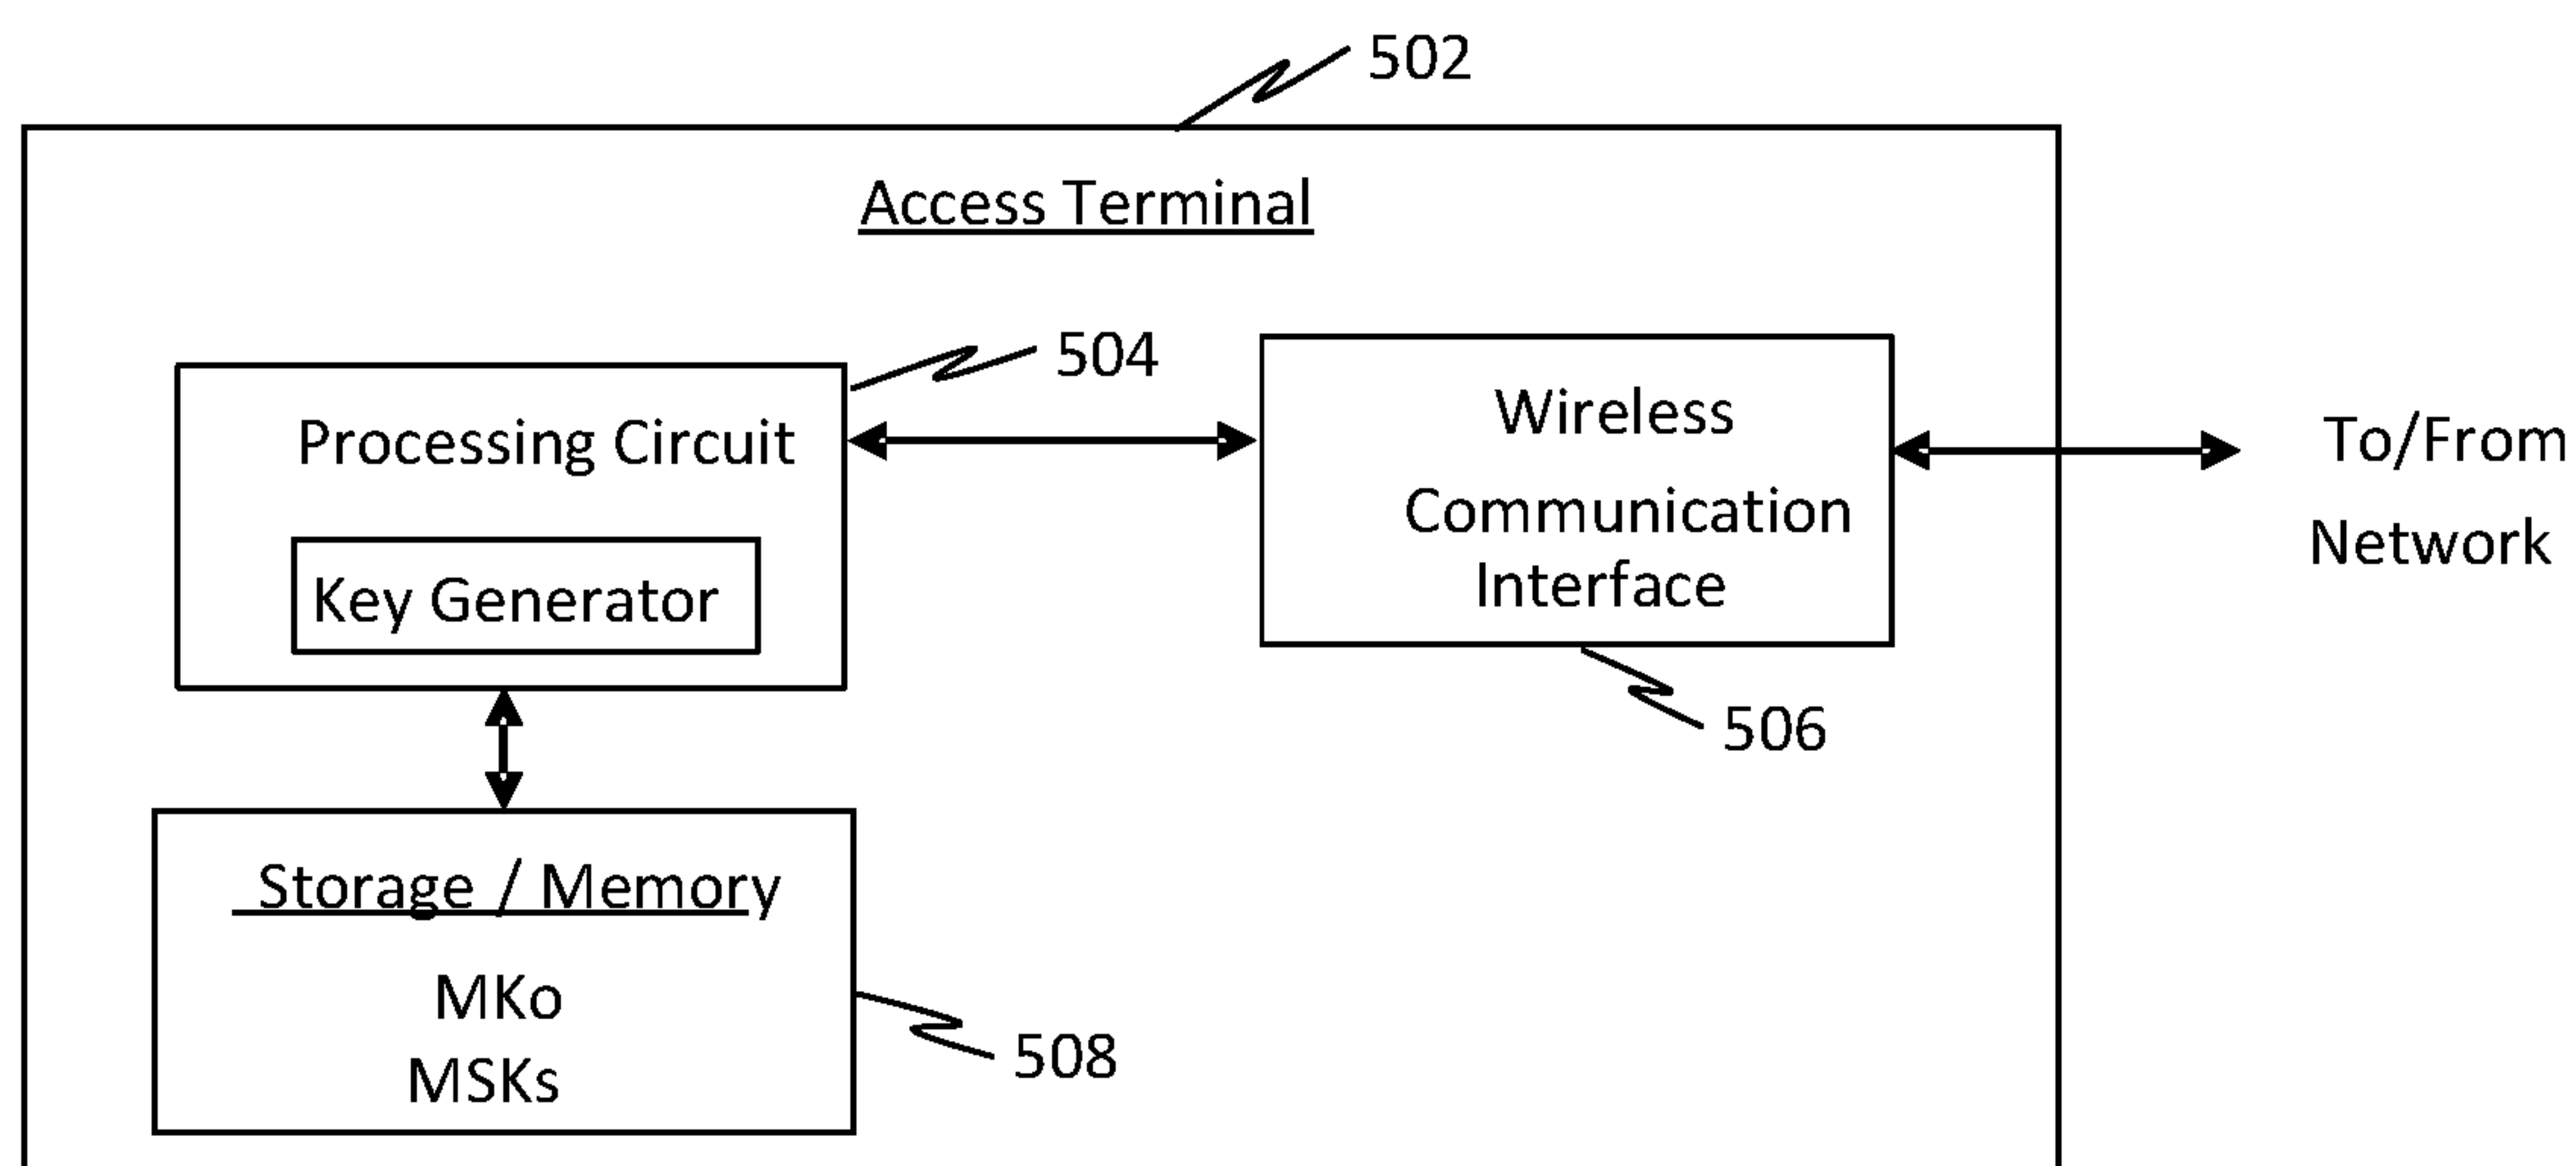 502
Access Terminal
504
Processing Circuit
Key Generator
Wireless
Communication
Interface
To/From
Network
506
Storage / Memory
MKo
MSKs
508